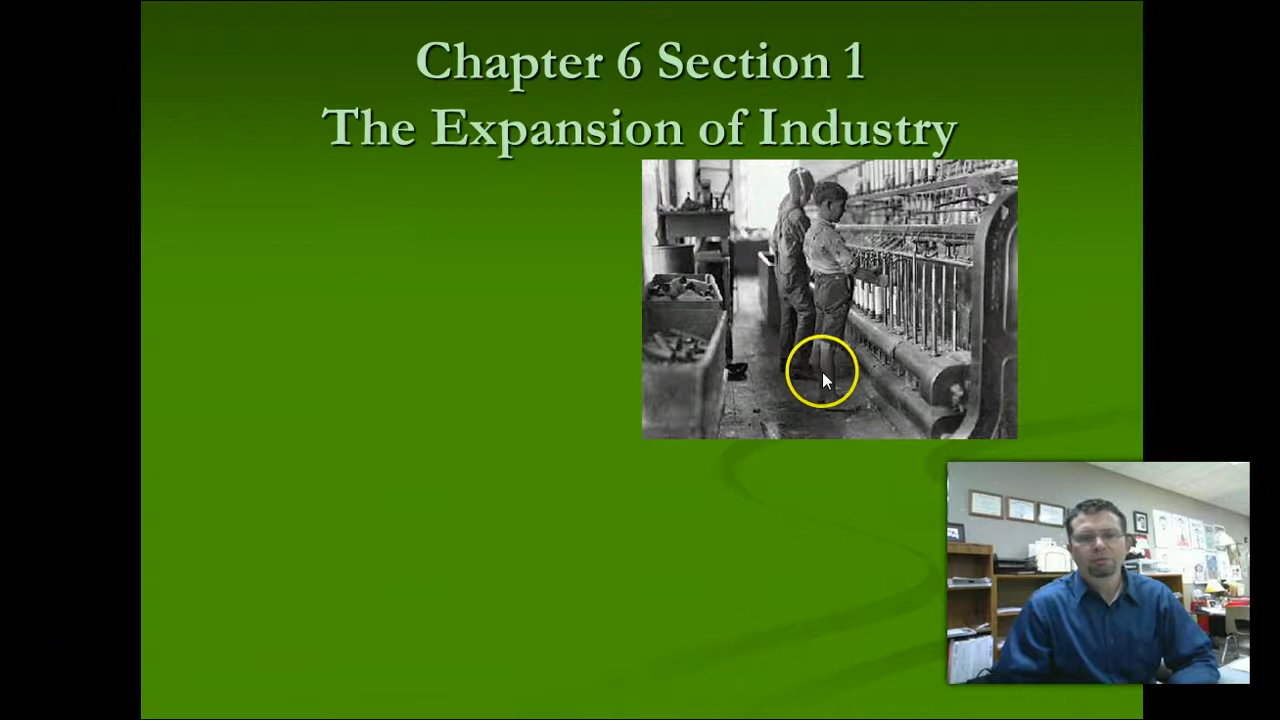 Chapter 6 Section 1
The Expansion of Industry